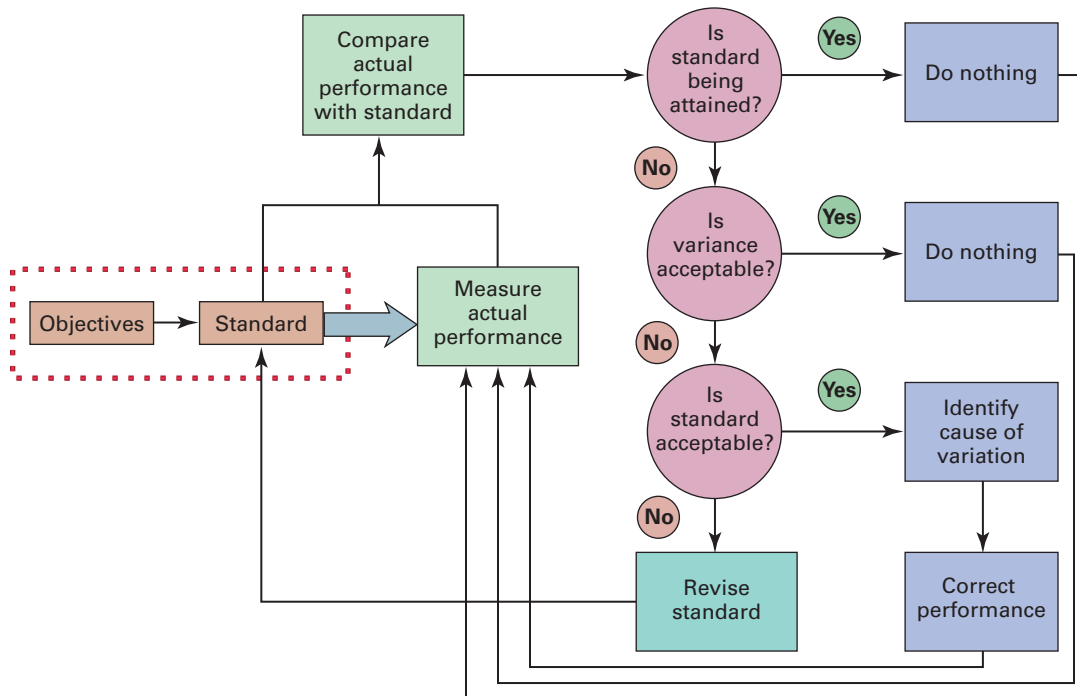 Compare
actual
performance
with standard
Is
standard
being
attained?
Yes
Do nothing
No
Is
variance
acceptable?
Yes
Do nothing
Objectives
Standard
Measure
actual
performance
No
Is
standard
acceptable?
Yes
Identify
cause of
variation
No
Revise
standard
Correct
performance